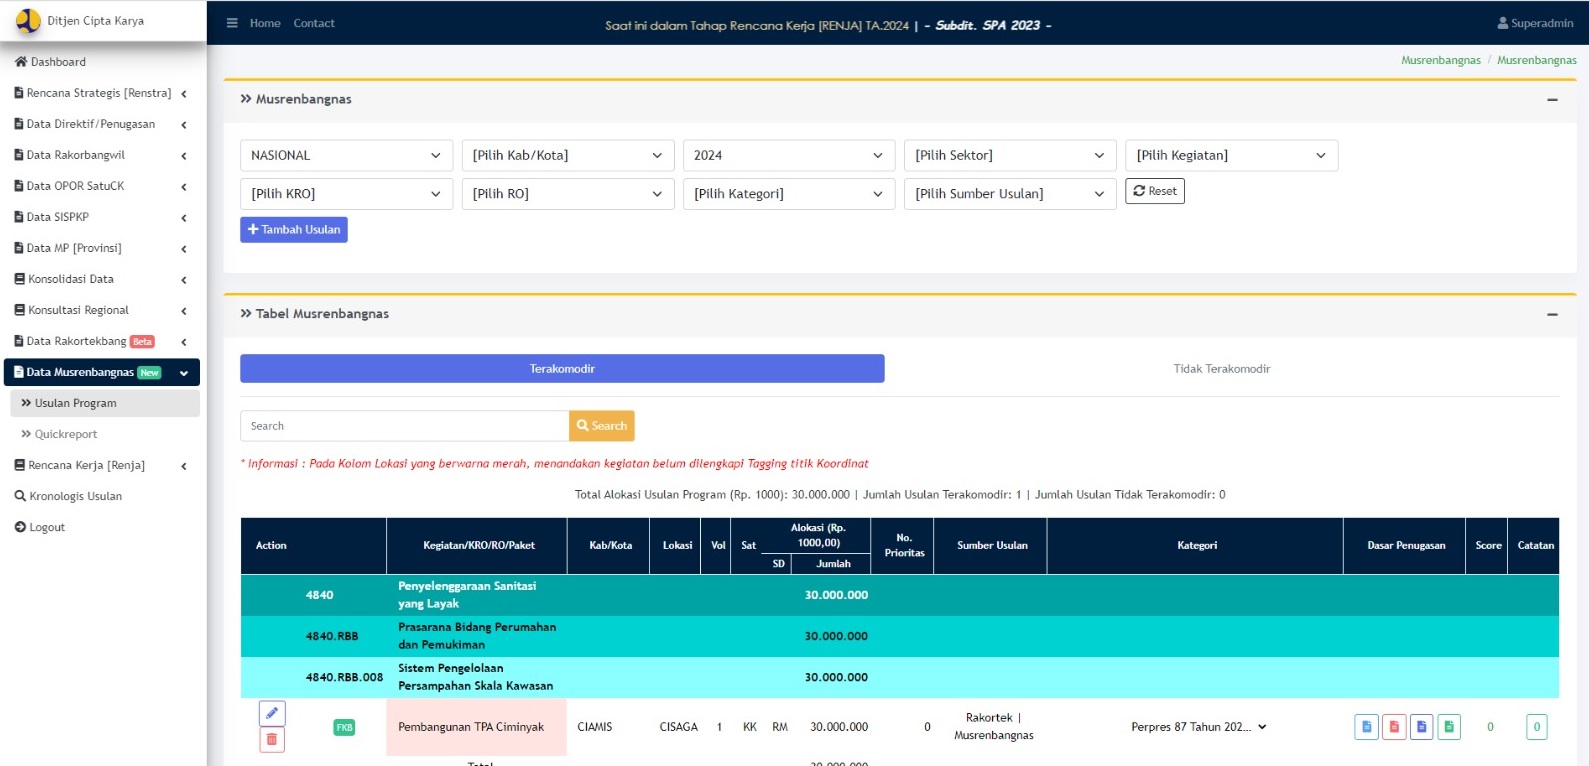 Ditjen Cipta Karya
Home Contact
Saat ini dalam Tahap Rencana Kerja [RENJA] TA.2024 | - Subdit. SPA 2023 -
Superadmin
Dashboard
Rencana Strategis [Renstra]
Data Direktif/Penugasan
Data Rakorbangwil
Data OPOR SatuCK
Data SISPKP
Data MP [Provinsi]
Konsolidasi Data
Konsultasi Regional
Data Rakortekbang Beta
Data Musrenbangnas New
Usulan Program
Quickreport
Rencana Kerja [Renja]
Kronologis Usulan
Logout
Musrenbangnas / Musrenbangnas
Musrenbangnas
NASIONAL [Pilih Kab/Kota] 2024 [Pilih Sektor] [Pilih Kegiatan]
[Pilih KRO] [Pilih RO] [Pilih Kategori] [Pilih Sumber Usulan] Reset
Tambah Usulan
Tabel Musrenbangnas
Terakomodir Tidak Terakomodir
Search Search
* Informasi : Pada Kolom Lokasi yang berwarna merah, menandakan kegiatan belum dilengkapi Tagging titik Koordinat
Total Alokasi Usulan Program (Rp. 1000): 30.000.000 | Jumlah Usulan Terakomodir: 1 | Jumlah Usulan Tidak Terakomodir: 0
Action Kegiatan/KRO/RO/Paket Kab/Kota Lokasi Vol Sat Alokasi (Rp. 1000,00) No. Prioritas Sumber Usulan Kategori Dasar Penugasan Score Catatan
SD Jumlah
4840 Penyelenggaraan Sanitasi yang Layak 30.000.000
4840.RBB Prasarana Bidang Perumahan dan Pemukiman 30.000.000
4840.RBB.008 Sistem Pengelolaan Persampahan Skala Kawasan 30.000.000
FKB Pembangunan TPA Ciminyak CIAMIS CISAGA 1 KK RM 30.000.000 0 Rakortek | Musrenbangnas Perpres 87 Tahun 202... 0 0
Total 30.000.000